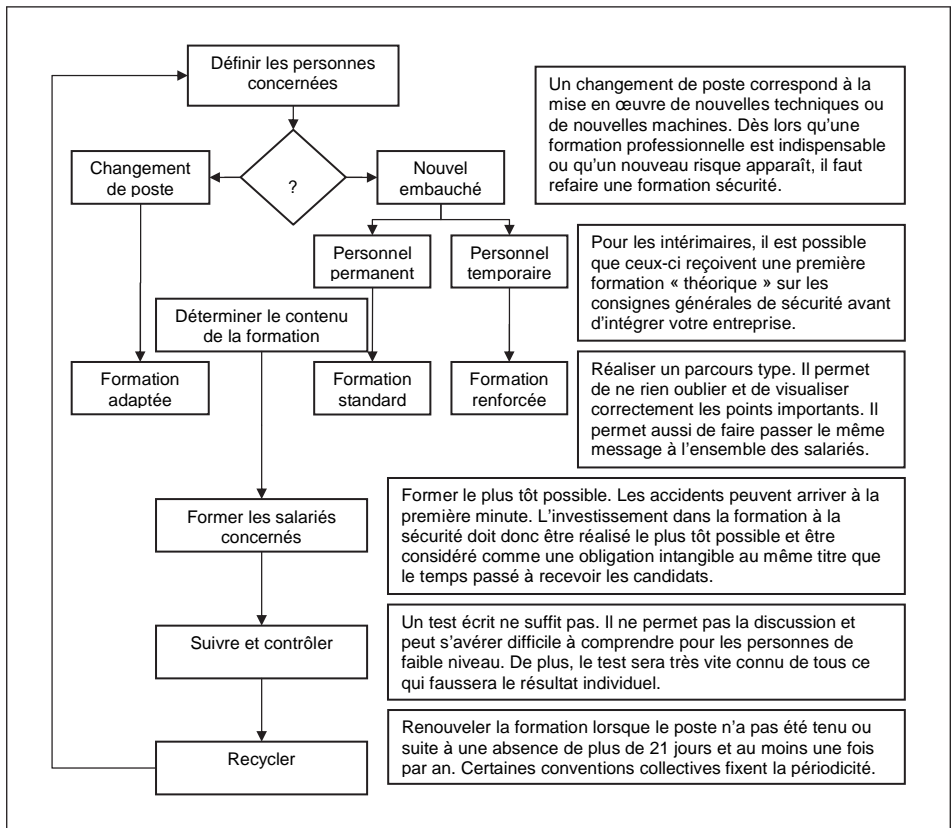 Définir les personnes
concernées
Un changement de poste correspond à la
mise en œuvre de nouvelles techniques ou
de nouvelles machines. Dès lors qu'une
formation professionnelle est indispensable
ou qu'un nouveau risque apparaît, il faut
refaire une formation sécurité.
Changement
de poste
?
Nouvel
embauché
Personnel
permanent
Personnel
temporaire
Pour les intérimaires, il est possible
que ceux-ci reçoivent une première
formation « théorique » sur les
consignes générales de sécurité avant
d'intégrer votre entreprise.
Déterminer le contenu
de la formation
Formation
adaptée
Formation
standard
Formation
renforcée
Réaliser un parcours type. Il permet
de ne rien oublier et de visualiser
correctement les points importants. Il
permet aussi de faire passer le même
message à l'ensemble des salariés.
Former les salariés
concernés
Former le plus tôt possible. Les accidents peuvent arriver à la
première minute. L'investissement dans la formation à la
sécurité doit donc être réalisé le plus tôt possible et être
considéré comme une obligation intangible au même titre que
le temps passé à recevoir les candidats.
Suivre et contrôler
Un test écrit ne suffit pas. Il ne permet pas la discussion et
peut s'avérer difficile à comprendre pour les personnes de
faible niveau. De plus, le test sera très vite connu de tous ce
qui faussera le résultat individuel.
Recycler
Renouveler la formation lorsque le poste n'a pas été tenu ou
suite à une absence de plus de 21 jours et au moins une fois
par an. Certaines conventions collectives fixent la périodicité.